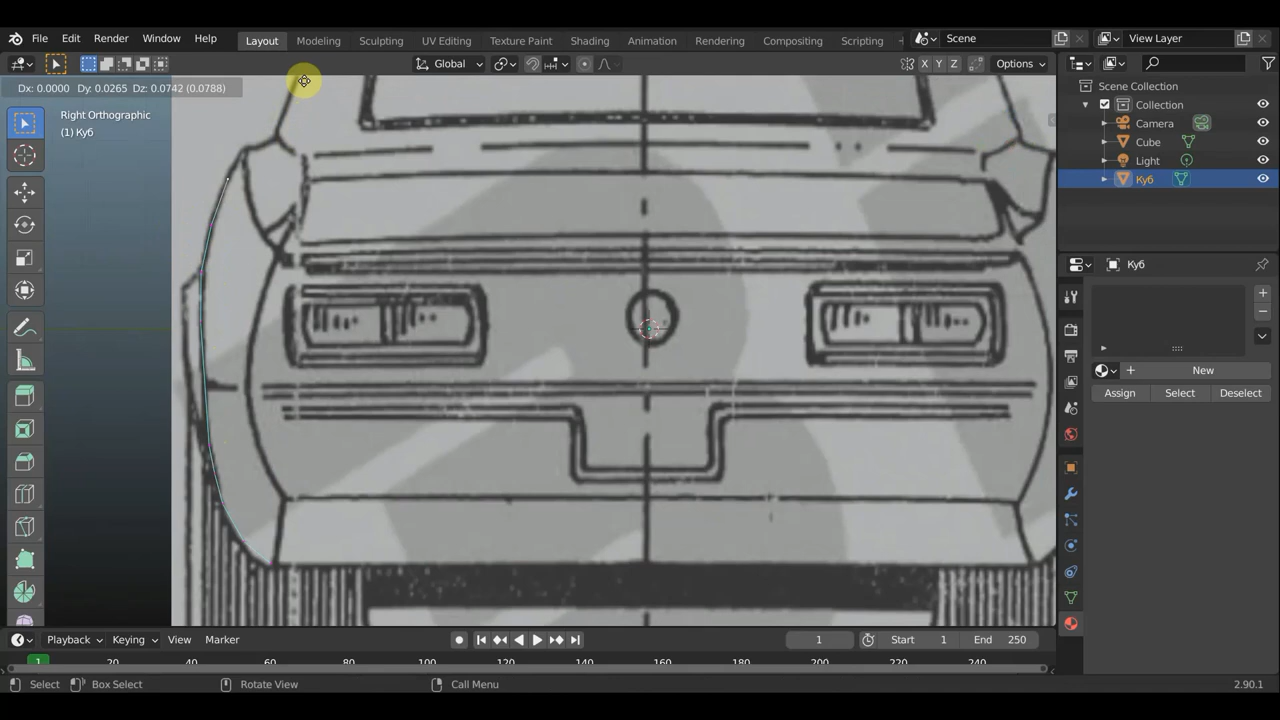 File Edit Render Window Help Layout Modeling Sculpting UV Editing Texture Paint Shading Animation Rendering Compositing Scripting Scene View Layer
Global X Y Z Options
Dx: 0.0000 Dy: 0.0265 Dz: 0.0742 (0.0788)
Right Orthographic
(1) Куб
Scene Collection
Collection
Camera
Cube
Light
Куб
Куб
New
Assign Select Deselect
Playback Keying View Marker 1 Start 1 End 250
1 20 40 60 80 100 120 140 160 180 200 220 240
Select Box Select Rotate View Call Menu 2.90.1